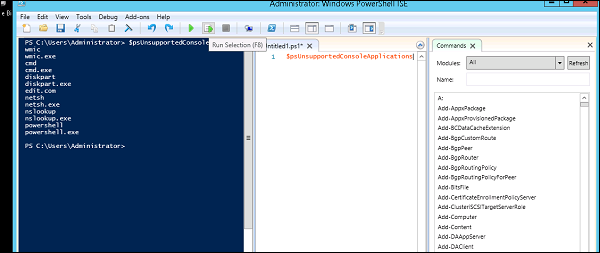 Administrator: Windows PowerShell ISE
File Edit View Tools Debug Add-ons Help
Run Selection (F8)
PS C:\Users\Administrator> $psUnsupportedConsole
wmic
wmic.exe
cmd
cmd.exe
diskpart
diskpart.exe
edit.com
netsh
netsh.exe
nslookup
nslookup.exe
powershell
powershell.exe
PS C:\Users\Administrator>
ntitled1.ps1* X
1 $psUnsupportedConsoleApplications
Commands X
Modules: All Refresh
Name:
A:
Add-AppxPackage
Add-AppxProvisionedPackage
Add-BCDataCacheExtension
Add-BgpCustomRoute
Add-BgpPeer
Add-BgpRouter
Add-BgpRoutingPolicy
Add-BgpRoutingPolicyForPeer
Add-BitsFile
Add-CertificateEnrollmentPolicyServer
Add-ClusteriSCSITargetServerRole
Add-Computer
Add-Content
Add-DAAppServer
Add-DAClient